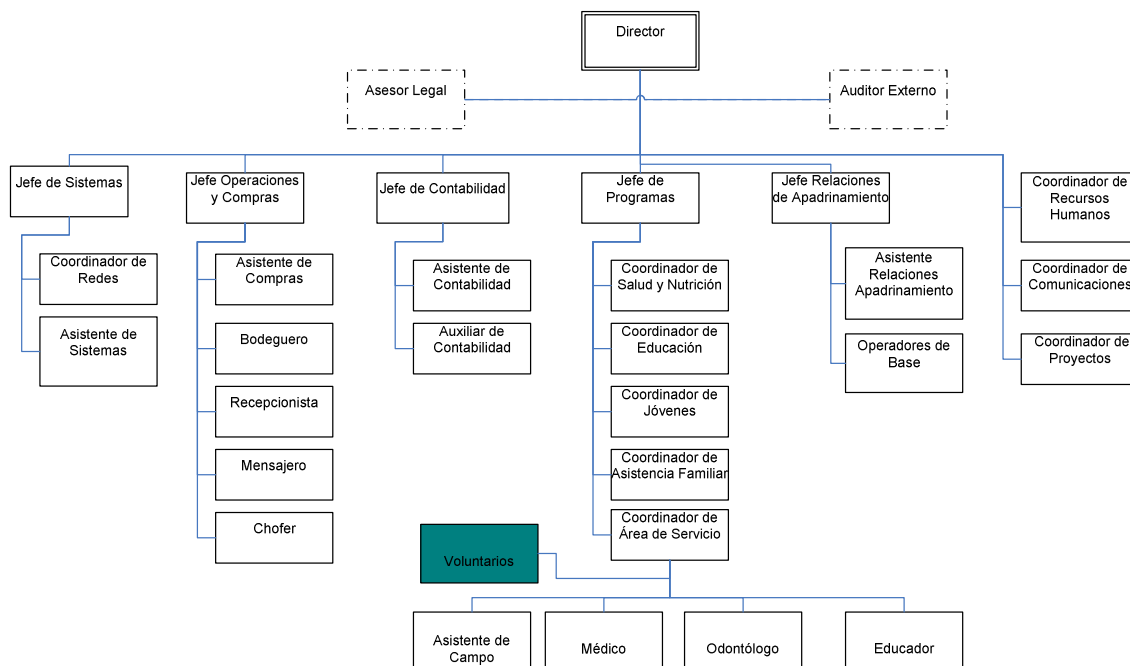 Director
Asesor Legal
Auditor Externo
Jefe de Sistemas
Coordinador de
Redes
Asistente de
Sistemas
Jefe Operaciones
y Compras
Asistente de
Compras
Bodeguero
Recepcionista
Mensajero
Chofer
Jefe de Contabilidad
Asistente de
Contabilidad
Auxiliar de
Contabilidad
Jefe de
Programas
Coordinador de
Salud y Nutrición
Coordinador de
Educación
Coordinador de
Jóvenes
Coordinador de
Asistencia Familiar
Coordinador de
Área de Servicio
Voluntarios
Asistente de
Campo
Médico
Odontólogo
Educador
Jefe Relaciones
de Apadrinamiento
Asistente
Relaciones
Apadrinamiento
Operadores de
Base
Coordinador de
Recursos
Humanos
Coordinador de
Comunicaciones
Coordinador de
Proyectos